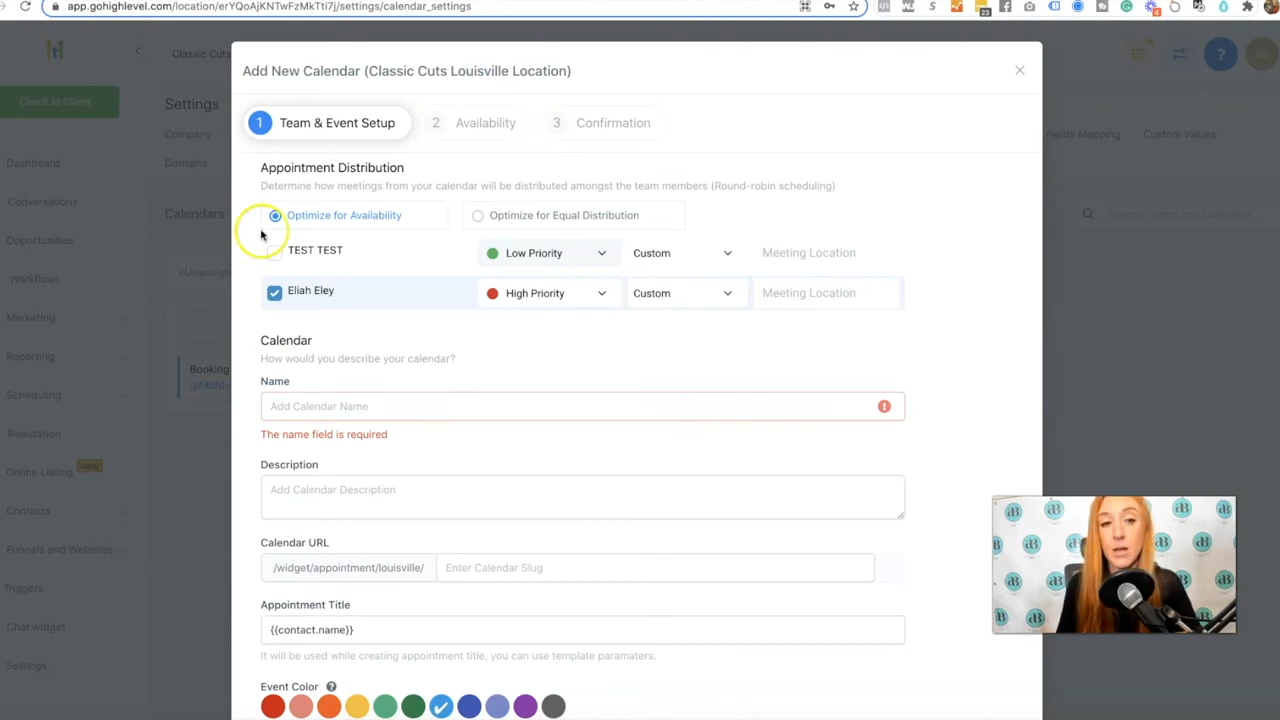 app.gohighlevel.com/location/erYQoAjKNTwFzMkTti7j/settings/calendar_settings
23
Classic Cuts
Add New Calendar (Classic Cuts Louisville Location)
?
Check In Client
Settings
1 Team & Event Setup
2 Availability
3 Confirmation
Company
Fields Mapping
Custom Values
Dashboard
Domains
Appointment Distribution
Determine how meetings from your calendar will be distributed amongst the team members (Round-robin scheduling)
Conversations
Calendars
Optimize for Availability
Optimize for Equal Distribution
Search Teams and Calendars
Opportunities
TEST TEST
Low Priority
Custom
Meeting Location
Workflows
Eliah Eley
High Priority
Custom
Meeting Location
Marketing
Calendar
Reporting
How would you describe your calendar?
Booking
Name
Scheduling
Add Calendar Name
Reputation
The name field is required
Online Listing new
Description
Add Calendar Description
Contacts
Calendar URL
Funnels and Websites
/widget/appointment/louisville/
Enter Calendar Slug
Triggers
Appointment Title
Chat widget
{{contact.name}}
It will be used while creating appointment title, you can use template paramaters.
Settings
Event Color ?